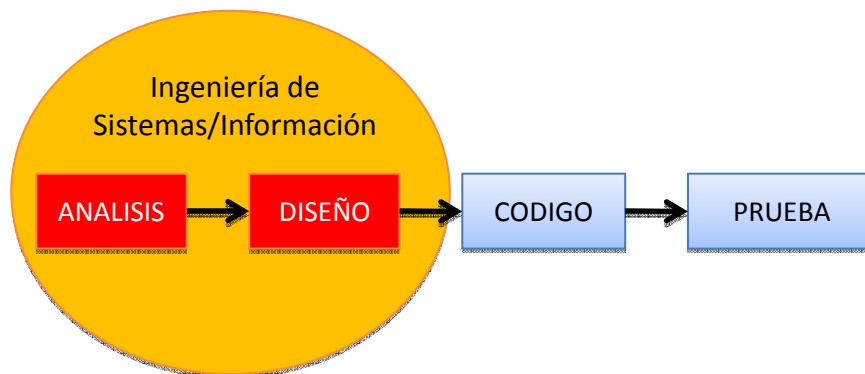 Ingeniería de
Sistemas/Información
ANALISIS
DISEÑO
CODIGO
PRUEBA